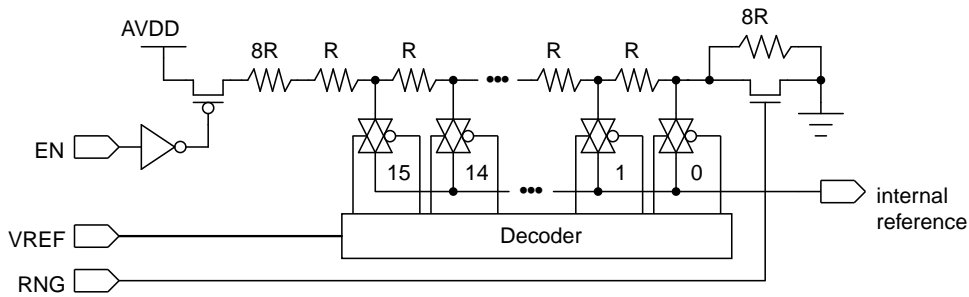 8R
AVDD
8R R R R R
EN
15 14 1 0
internal
reference
VREF
Decoder
RNG